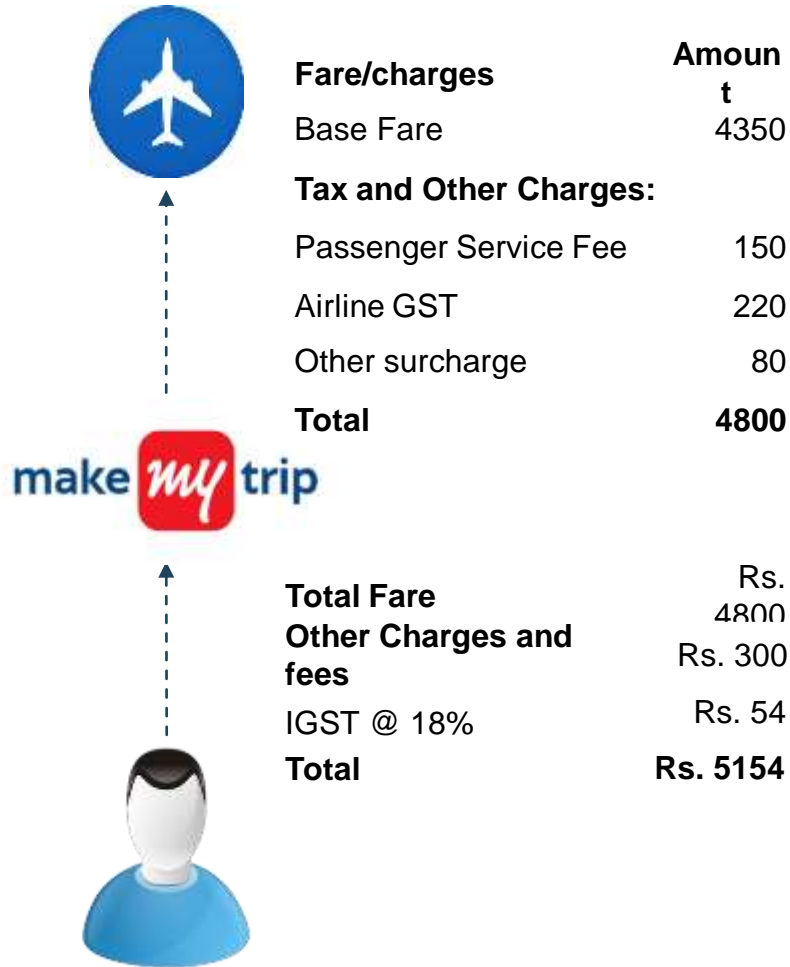 Fare/charges Amoun
t
Base Fare 4350
Tax and Other Charges:
Passenger Service Fee 150
Airline GST 220
Other surcharge 80
Total 4800
make my trip
Total Fare Rs.
4800
Other Charges and
fees Rs. 300
IGST @ 18% Rs. 54
Total Rs. 5154